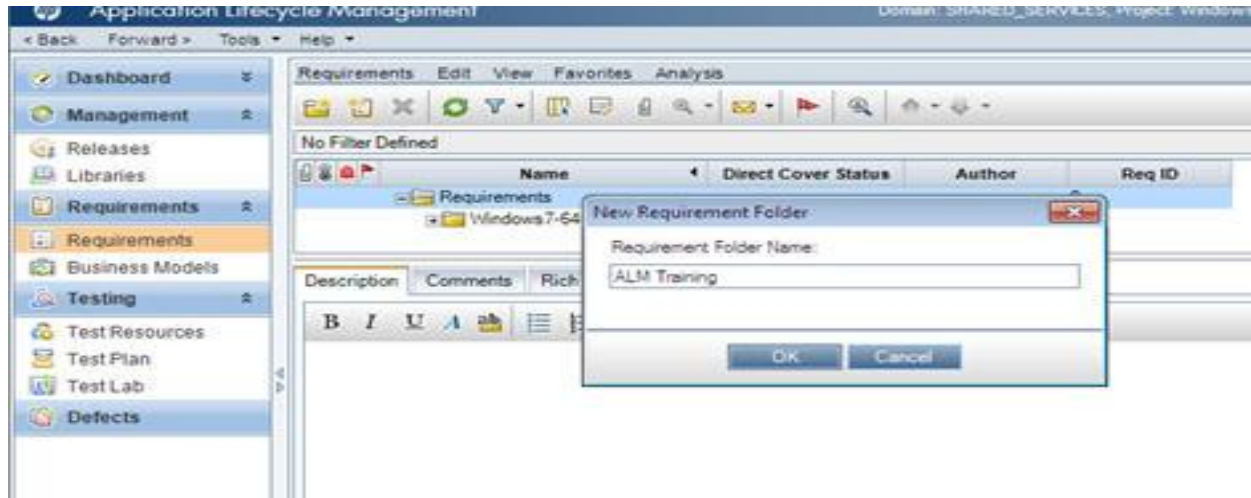 hp Application Lifecycle Management
Domain: SHARED_SERVICES, Project: Window
< Back Forward > Tools Help
Dashboard
Management
Releases
Libraries
Requirements
Requirements
Business Models
Testing
Test Resources
Test Plan
Test Lab
Defects
Requirements Edit View Favorites Analysis
No Filter Defined
Name Direct Cover Status Author Req ID
Requirements
Windows7-64
New Requirement Folder
Requirement Folder Name:
ALM Training
OK Cancel
Description Comments Rich
B I U A ab